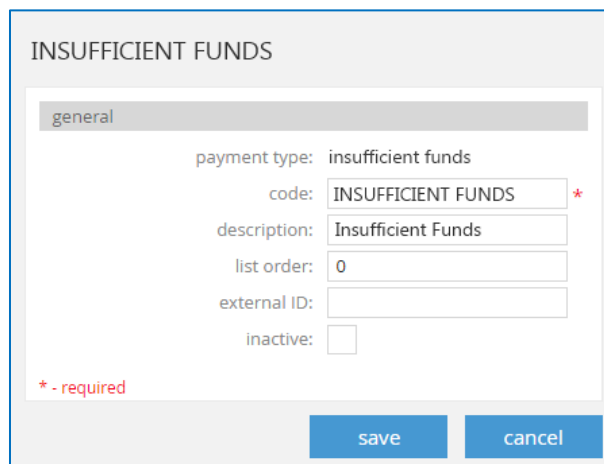 INSUFFICIENT FUNDS
general
payment type: insufficient funds
code: INSUFFICIENT FUNDS *
description: Insufficient Funds
list order: 0
external ID:
inactive:
* - required
save cancel